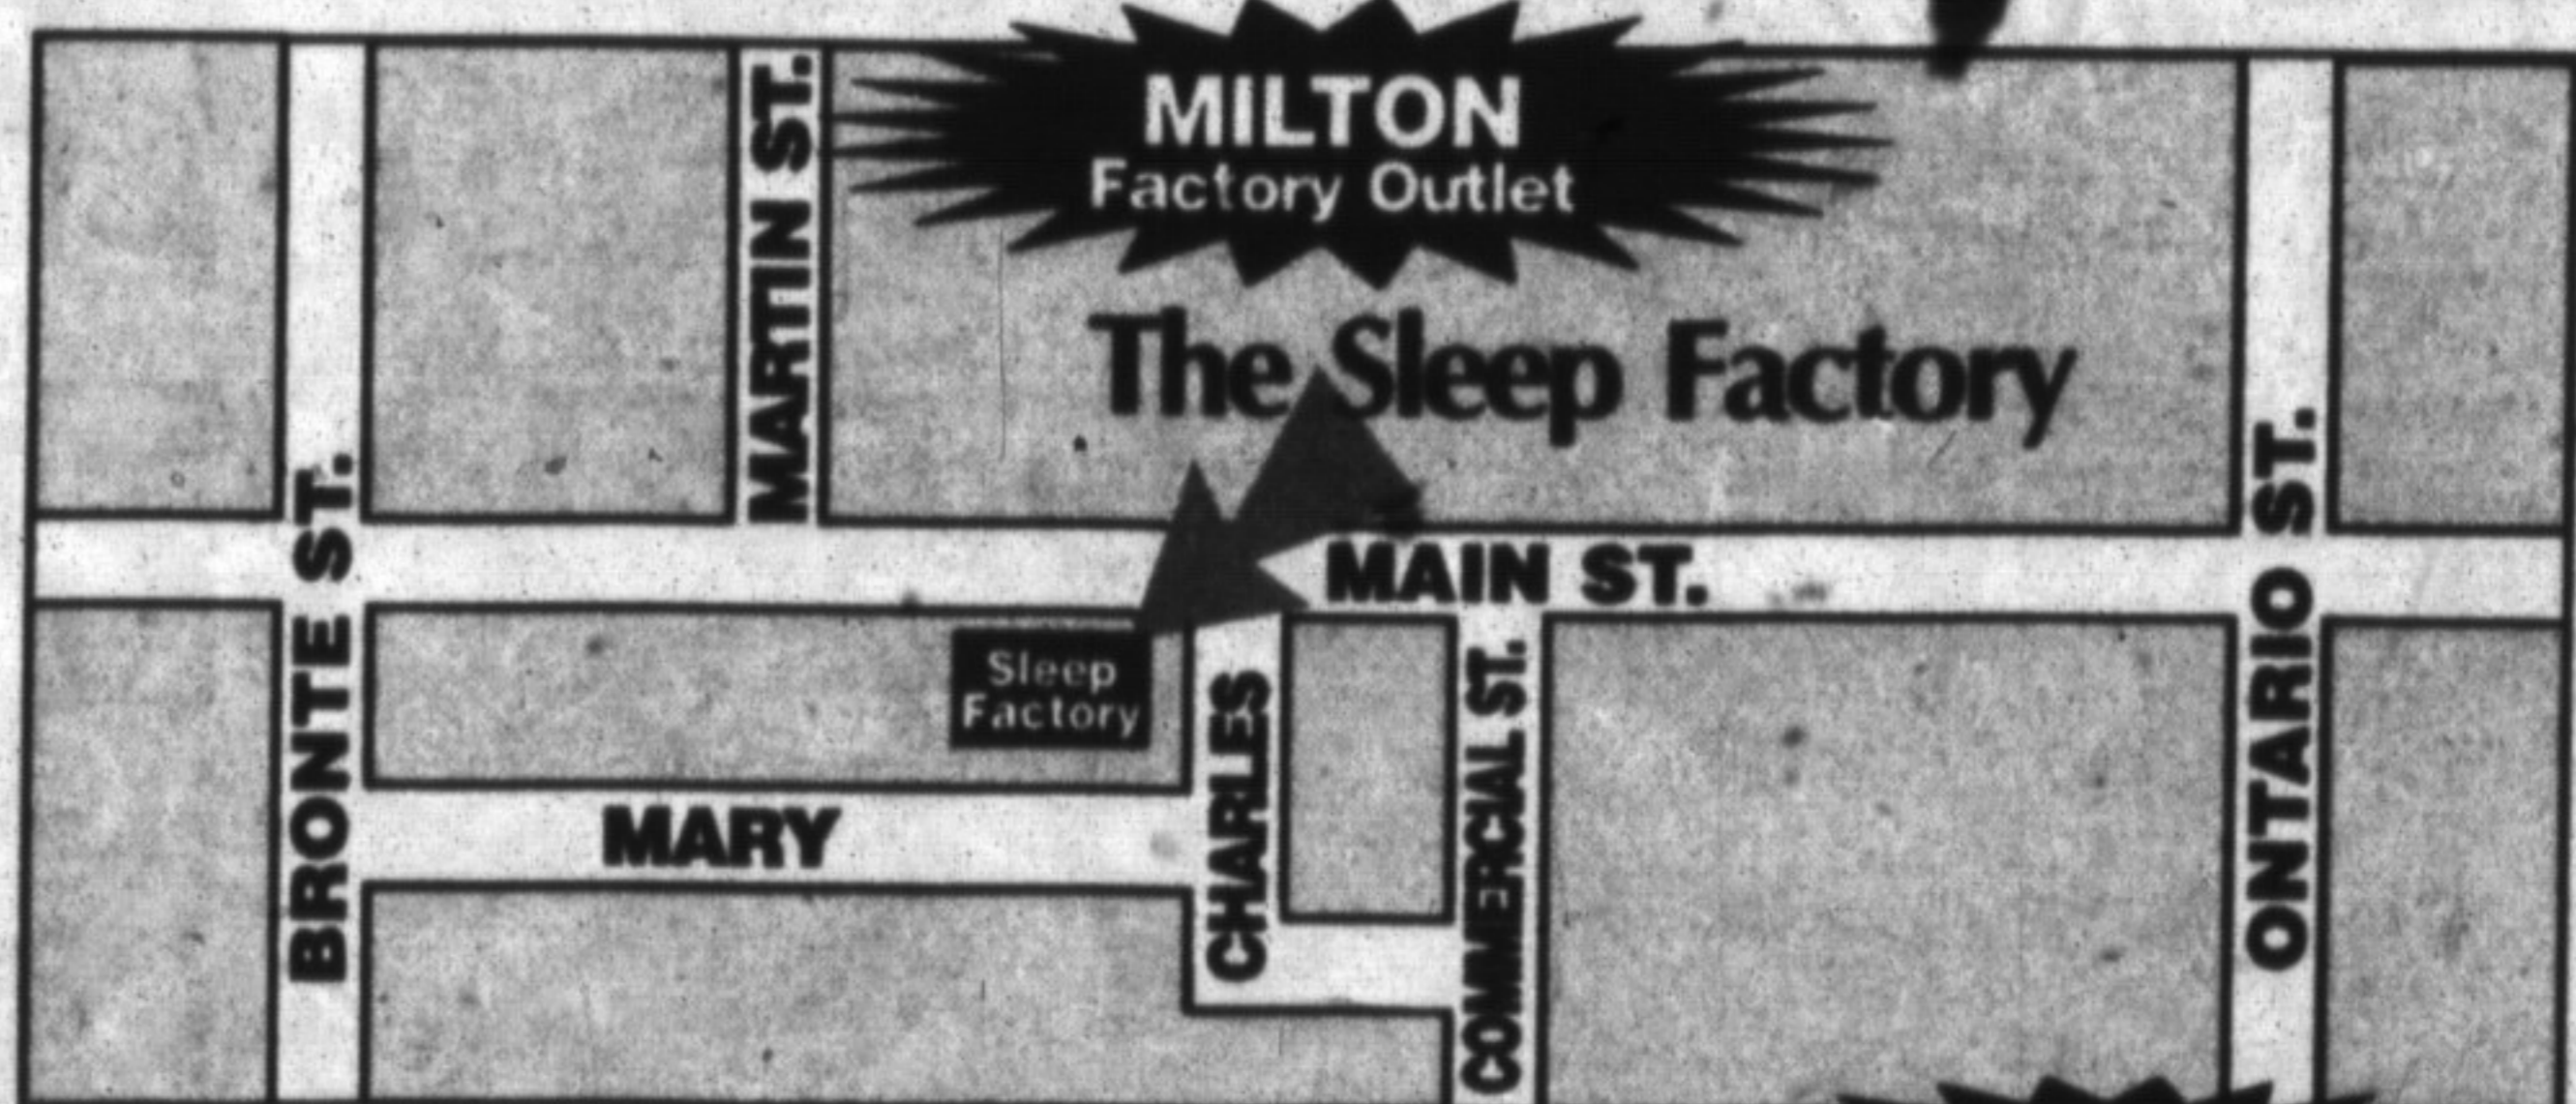 MILTON
Factory Outlet
The Sleep Factory
MARTIN ST.
BRONTE ST.
MAIN ST.
ONTARIO ST.
Sleep
Factory
CHARLES
COMMERCIAL ST.
MARY